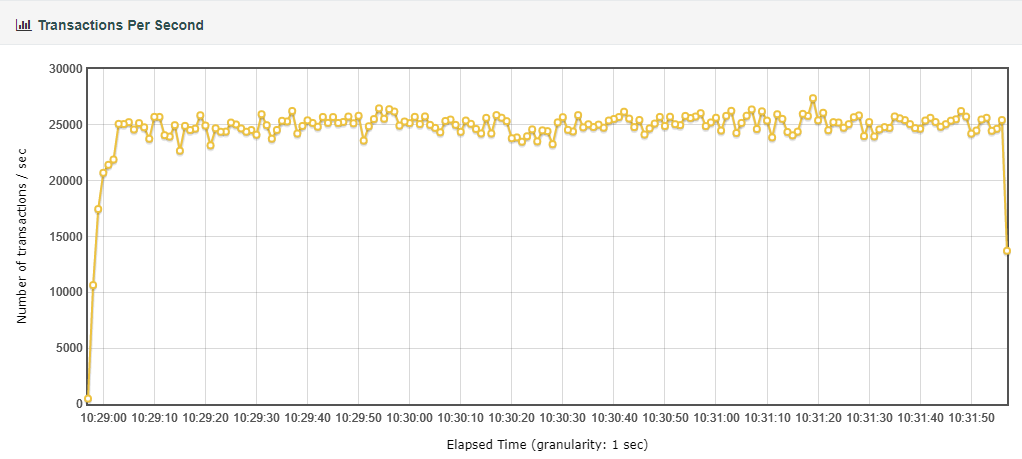 Transactions Per Second
30000
25000
20000
15000
10000
5000
0
Number of transactions / sec
10:29:00 10:29:10 10:29:20 10:29:30 10:29:40 10:29:50 10:30:00 10:30:10 10:30:20 10:30:30 10:30:40 10:30:50 10:31:00 10:31:10 10:31:20 10:31:30 10:31:40 10:31:50
Elapsed Time (granularity: 1 sec)